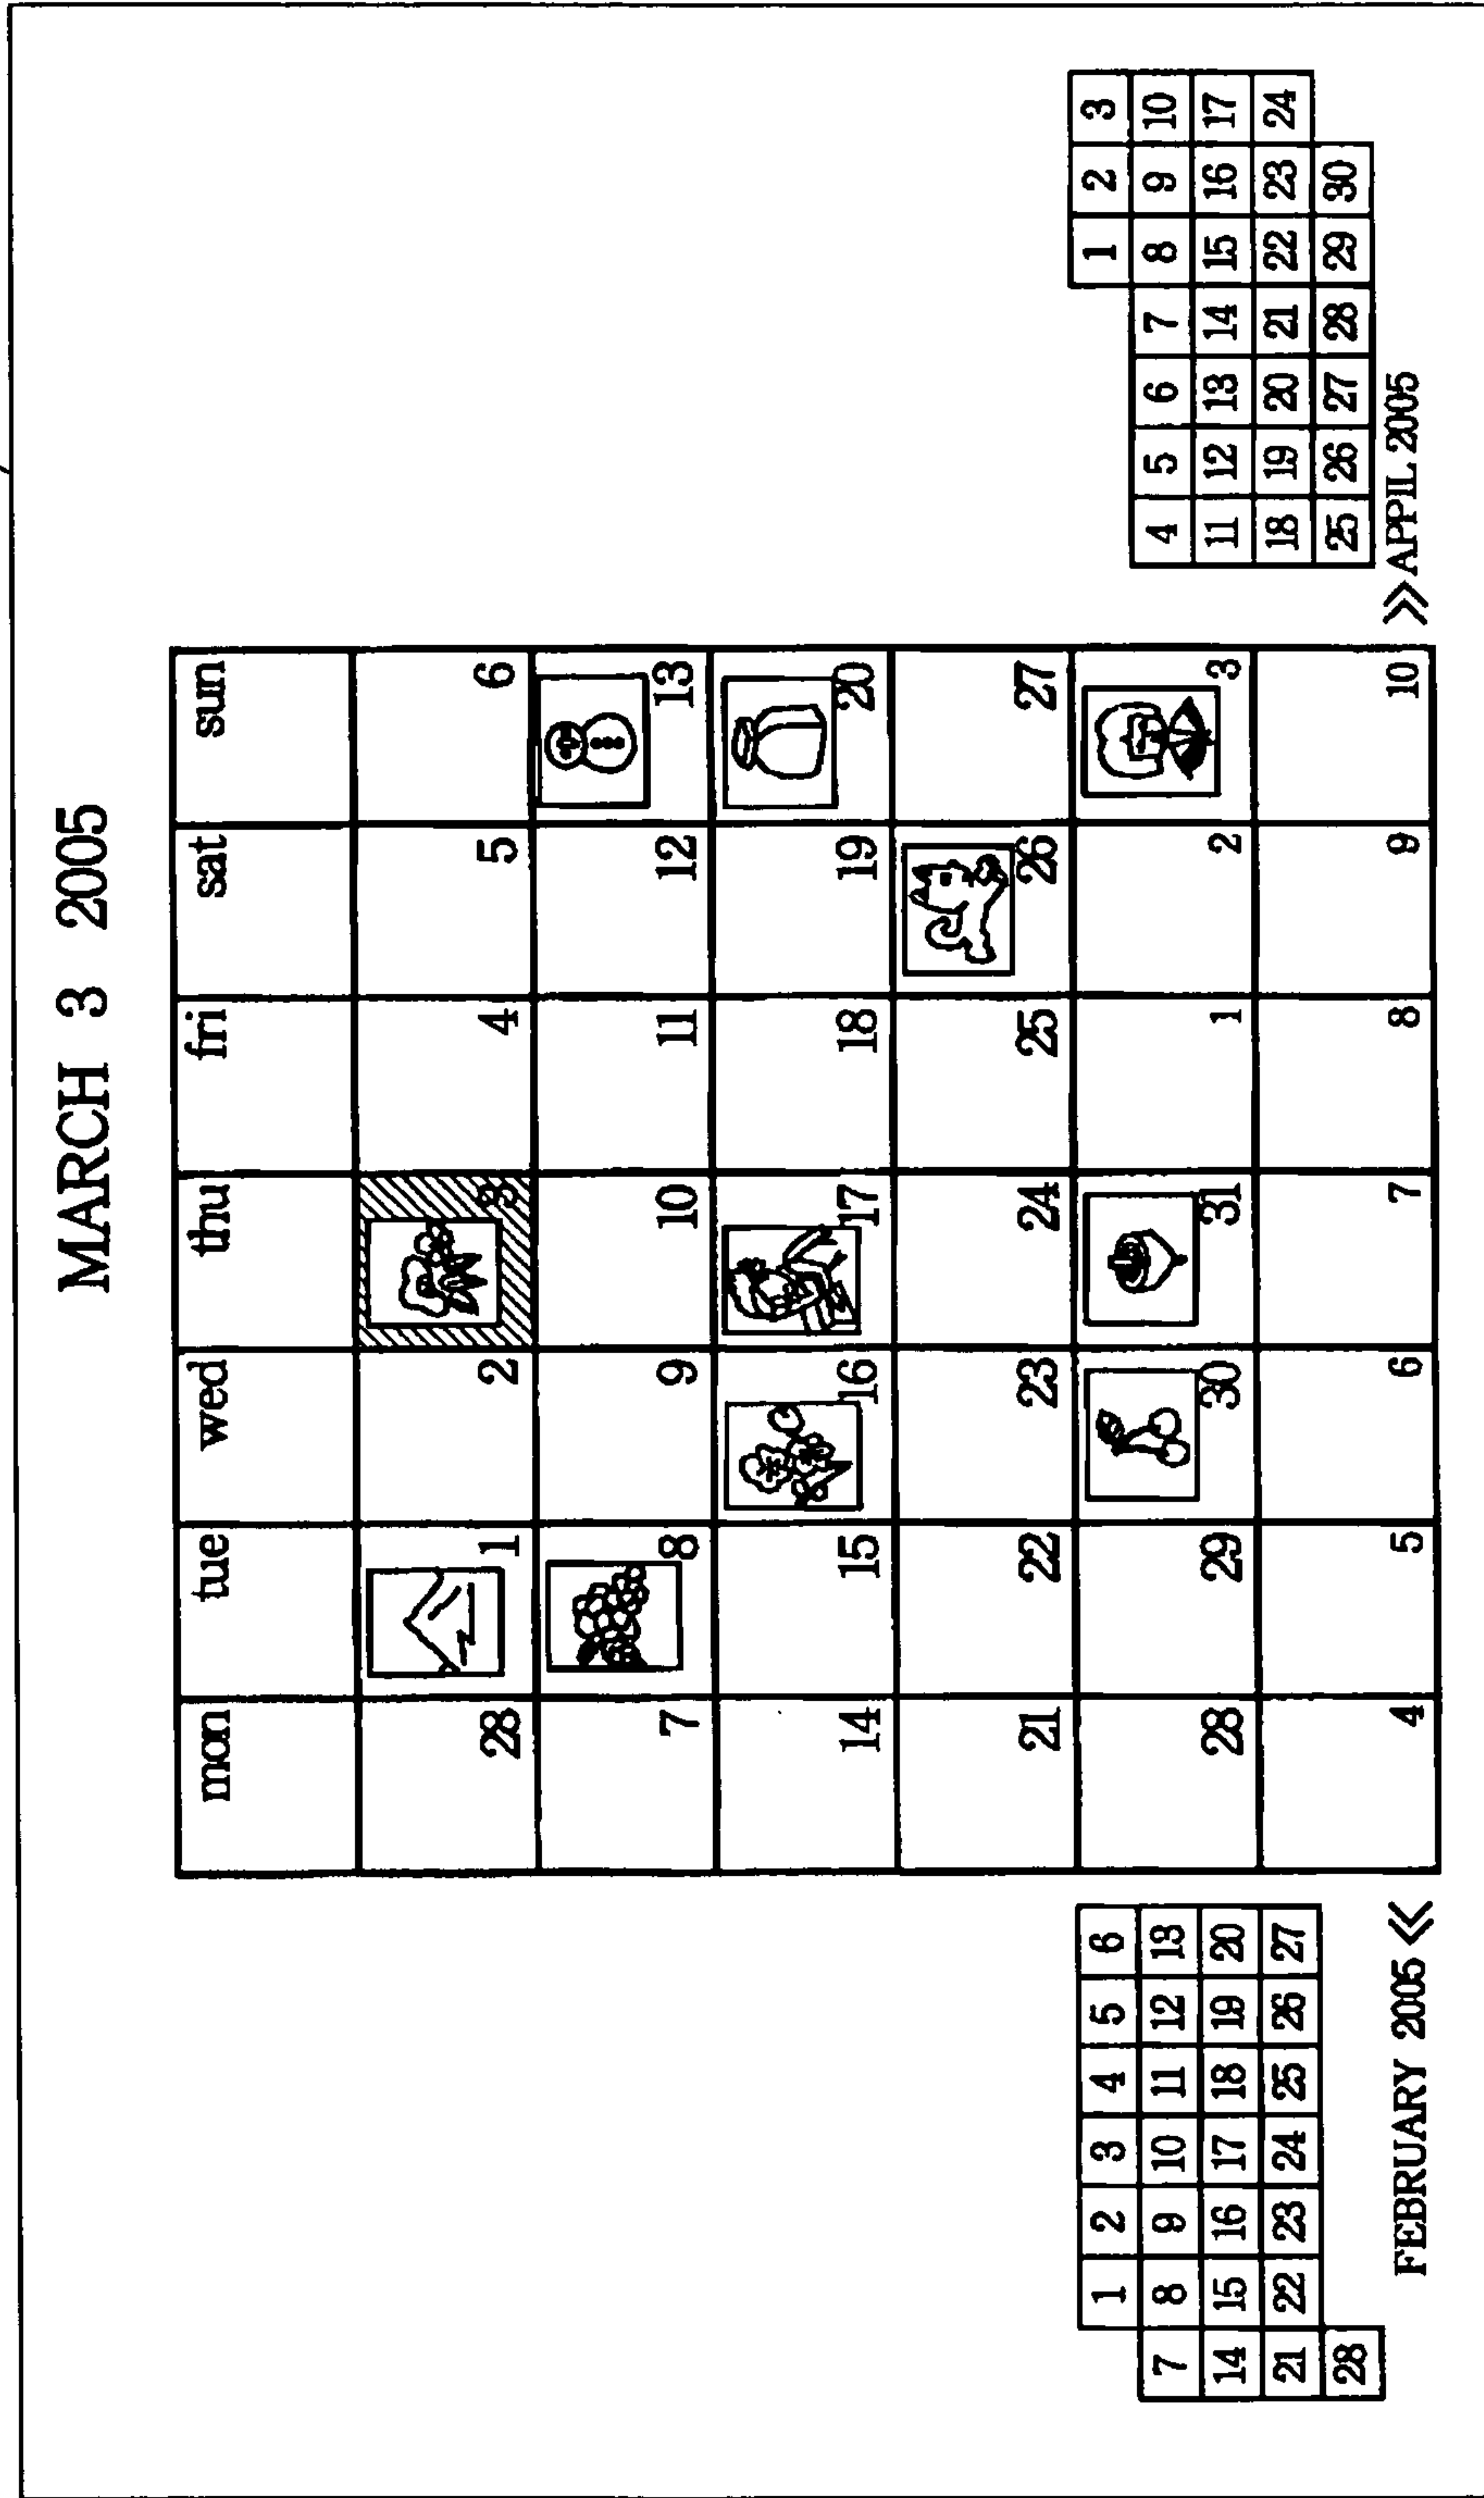 MARCH 3 2005
mon tue wed thu fri sat sun
28 1 2 3 4 5 6
7 8 9 10 11 12 13
14 15 16 17 18 19 20
21 22 23 24 25 26 27
28 29 30 31 1 2 3
4 5 6 7 8 9 10
1 2 3 4 5 6
7 8 9 10 11 12 13
14 15 16 17 18 19 20
21 22 23 24 25 26 27
28
FEBRUARY 2005 <<
1 2 3
4 5 6 7 8 9 10
11 12 13 14 15 16 17
18 19 20 21 22 23 24
25 26 27 28 29 30
>> APRIL 2005